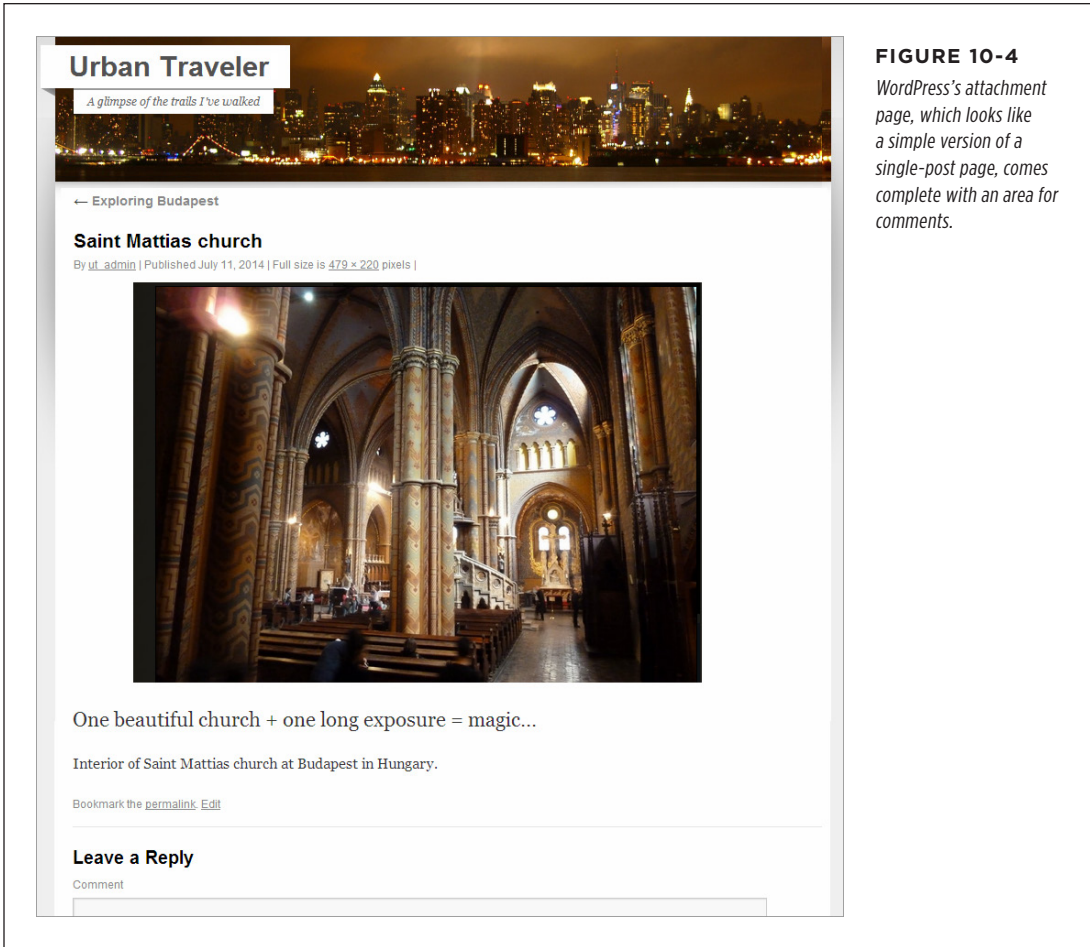 Urban Traveler
A glimpse of the trails I've walked
← Exploring Budapest
Saint Mattias church
By ut_admin | Published July 11, 2014 | Full size is 479 × 220 pixels |
One beautiful church + one long exposure = magic...
Interior of Saint Mattias church at Budapest in Hungary.
Bookmark the permalink. Edit
Leave a Reply
Comment
FIGURE 10-4
WordPress's attachment
page, which looks like
a simple version of a
single-post page, comes
complete with an area for
comments.